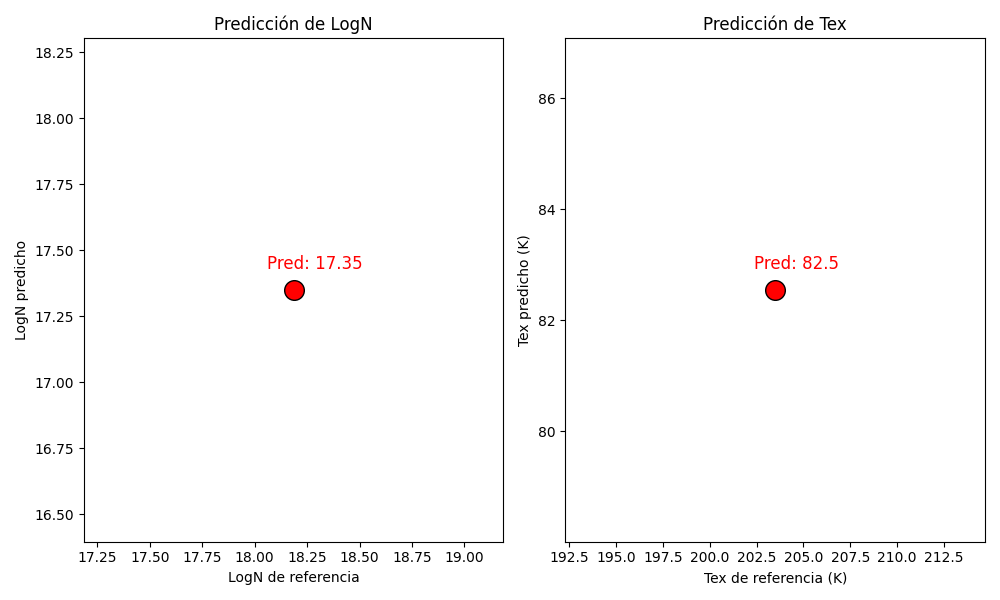 Predicción de LogN
18.25
18.00
17.75
17.50
17.25
17.00
16.75
16.50
LogN predicho
Pred: 17.35
17.25 17.50 17.75 18.00 18.25 18.50 18.75 19.00
LogN de referencia
Predicción de Tex
86
84
82
80
Tex predicho (K)
Pred: 82.5
192.5 195.0 197.5 200.0 202.5 205.0 207.5 210.0 212.5
Tex de referencia (K)